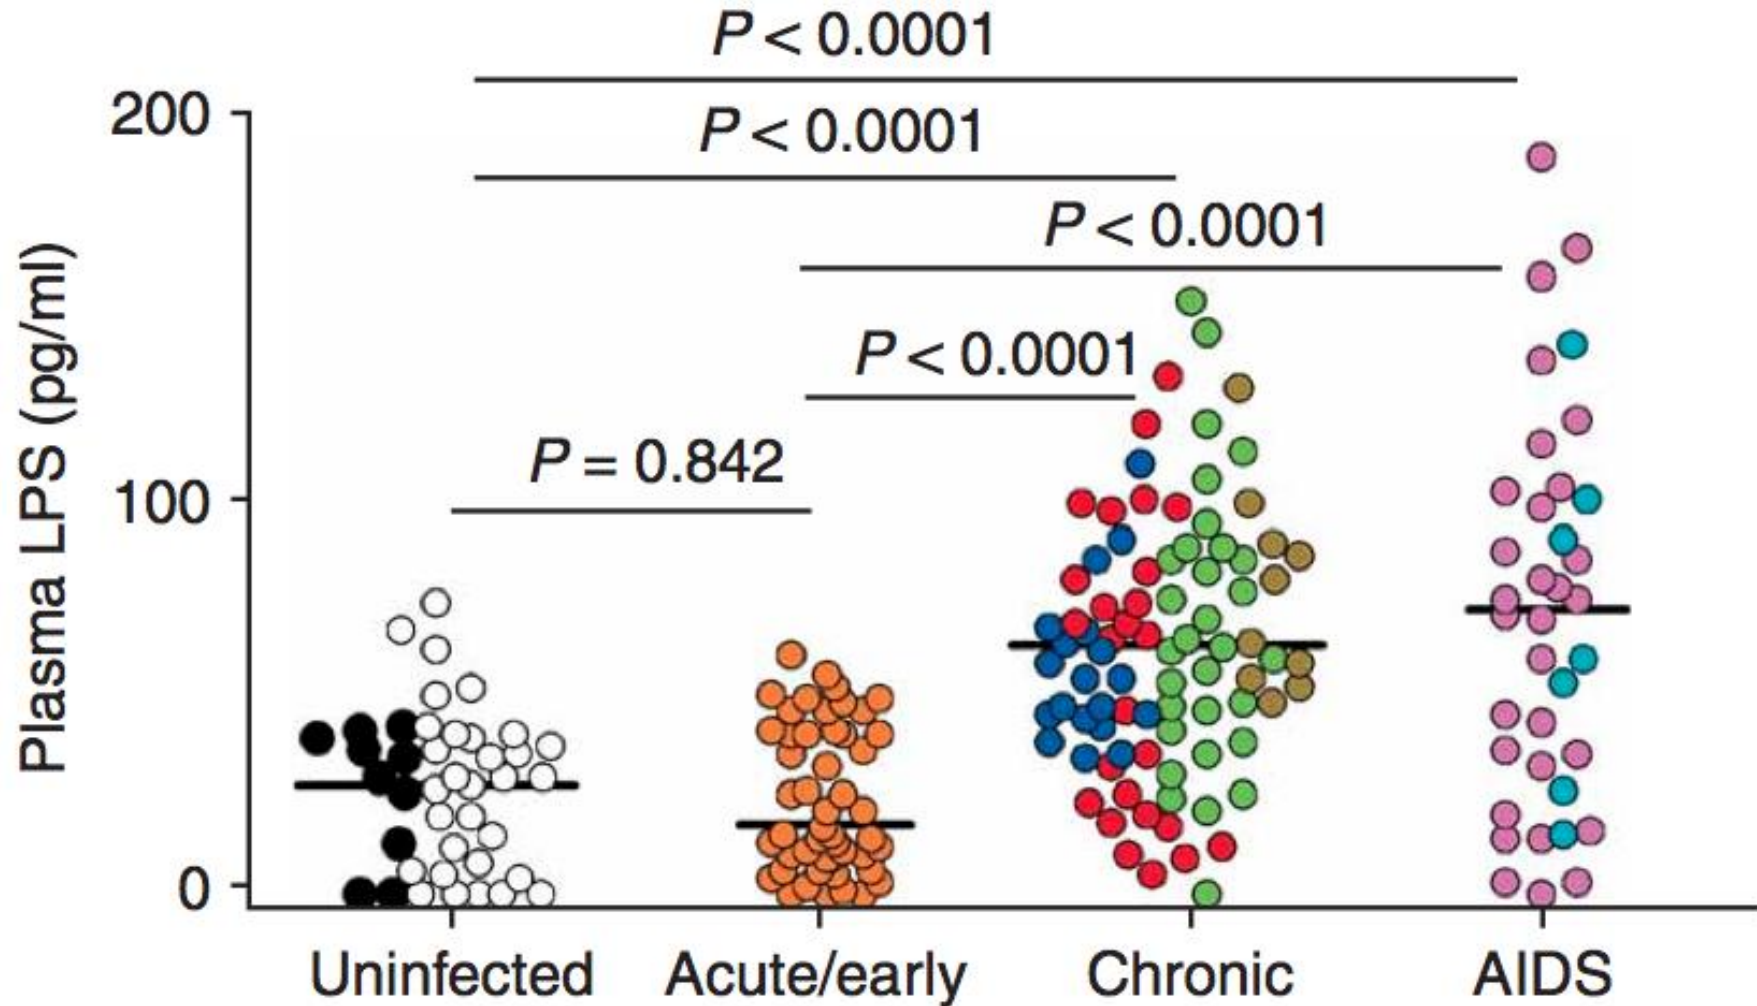 P < 0.0001
200
P < 0.0001
P < 0.0001
P < 0.0001
P = 0.842
100
0
Plasma LPS (pg/ml)
Uninfected Acute/early Chronic AIDS